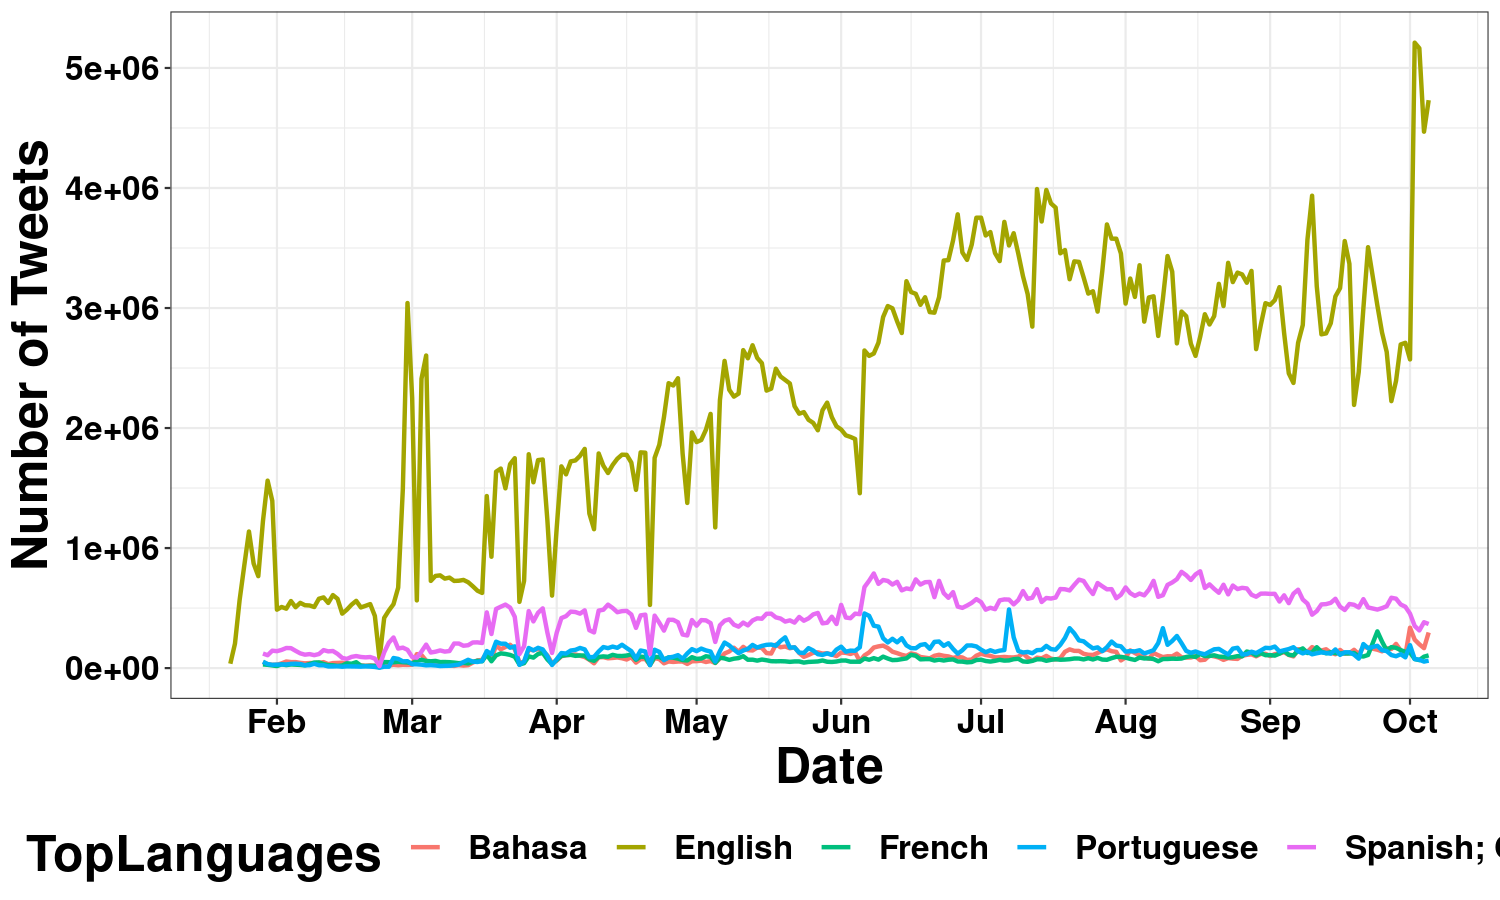 Number of Tweets
5e+06
4e+06
3e+06
2e+06
1e+06
0e+00
Feb Mar Apr May Jun Jul Aug Sep Oct
Date
TopLanguages Bahasa English French Portuguese Spanish;